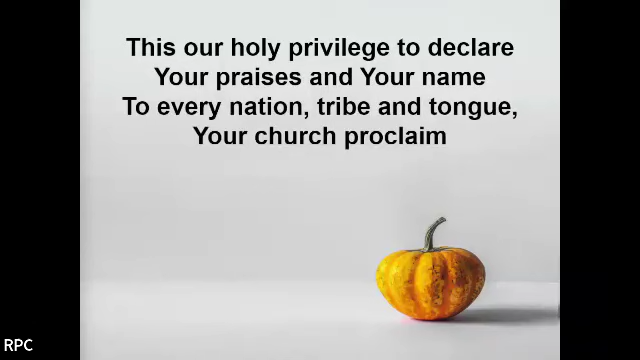 This our holy privilege to declare
Your praises and Your name
To every nation, tribe and tongue,
Your church proclaim
RPC